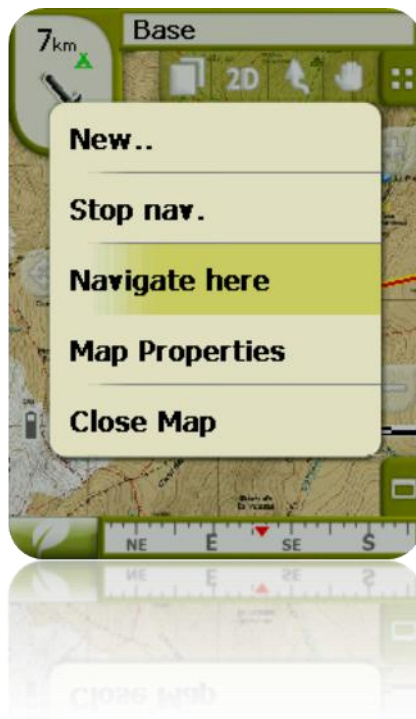 7km
Base
2D
New..
Stop nav.
Navigate here
Map Properties
Close Map
NE E SE S